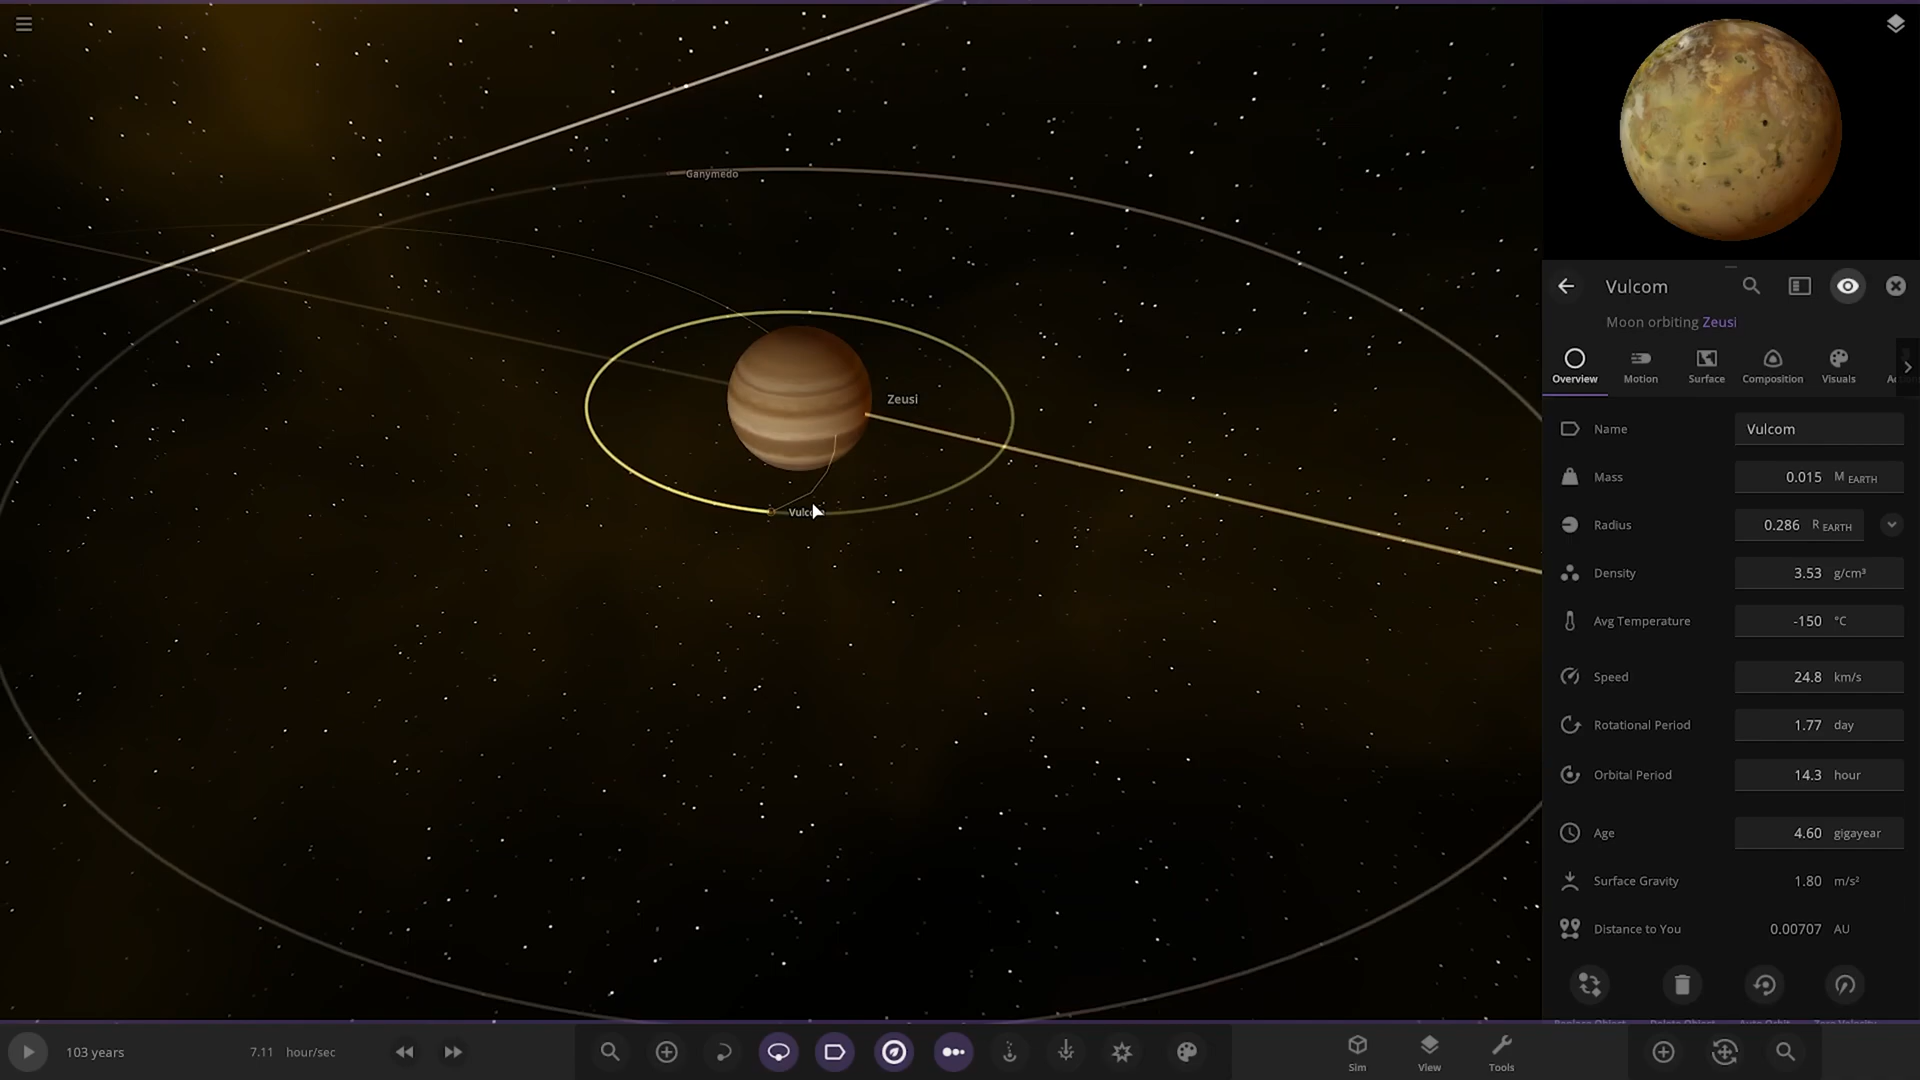 Ganymedo
Zeusi
Vulcom
Moon orbiting Zeusi
Overview
Motion
Surface
Composition
Visuals
Name
Vulcom
Mass
0.015 M EARTH
Radius
0.286 R EARTH
Density
3.53 g/cm³
Avg Temperature
-150 °C
Speed
24.8 km/s
Rotational Period
1.77 day
Orbital Period
14.3 hour
Age
4.60 gigayear
Surface Gravity
1.80 m/s²
Distance to You
0.00707 AU
103 years
7.11 hour/sec
Sim
View
Tools